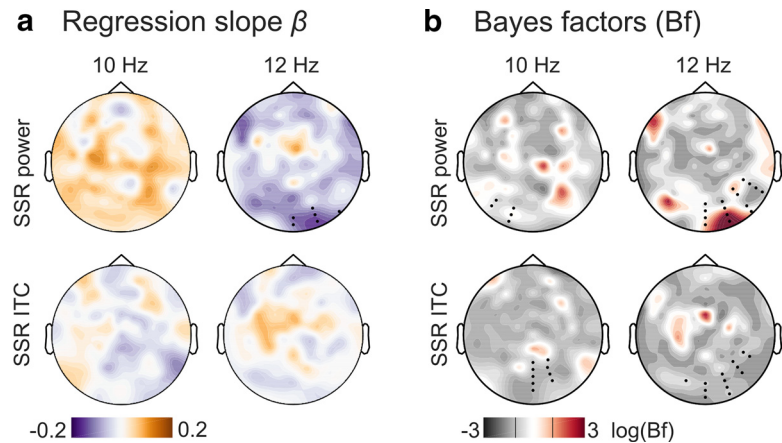 a Regression slope β
b Bayes factors (Bf)
10 Hz 12 Hz
10 Hz 12 Hz
SSR power
SSR power
SSR ITC
SSR ITC
-0.2 0.2
-3 3 log(Bf)